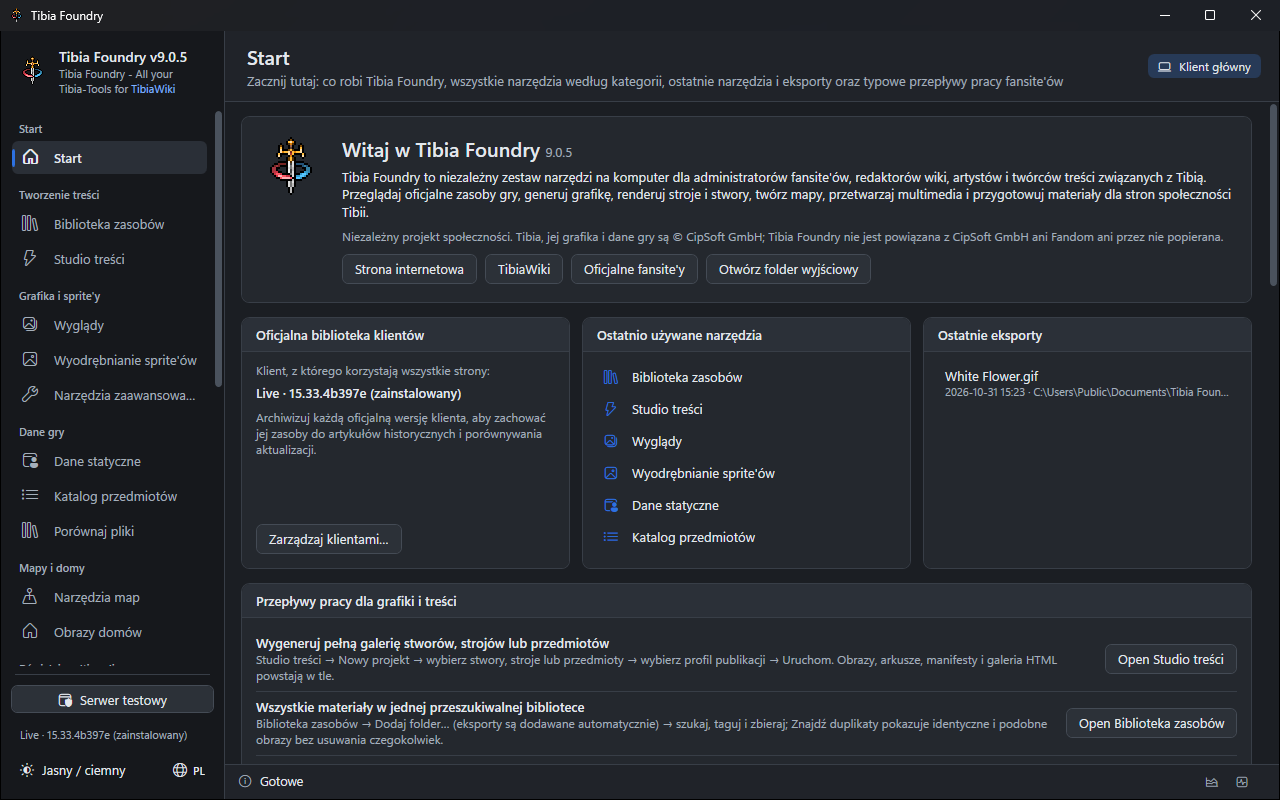 Tibia Foundry
Tibia Foundry v9.0.5
Tibia Foundry - All your
Tibia-Tools for TibiaWiki
Start
Start
Tworzenie treści
Biblioteka zasobów
Studio treści
Grafika i sprite'y
Wyglądy
Wyodrębnianie sprite'ów
Narzędzia zaawansowa...
Dane gry
Dane statyczne
Katalog przedmiotów
Porównaj pliki
Mapy i domy
Narzędzia map
Obrazy domów
Serwer testowy
Live · 15.33.4b397e (zainstalowany)
Jasny / ciemny
PL
Start
Zacznij tutaj: co robi Tibia Foundry, wszystkie narzędzia według kategorii, ostatnie narzędzia i eksporty oraz typowe przepływy pracy fansite'ów
Klient główny
Witaj w Tibia Foundry 9.0.5
Tibia Foundry to niezależny zestaw narzędzi na komputer dla administratorów fansite'ów, redaktorów wiki, artystów i twórców treści związanych z Tibią.
Przeglądaj oficjalne zasoby gry, generuj grafikę, renderuj stroje i stwory, twórz mapy, przetwarzaj multimedia i przygotowuj materiały dla stron społeczności
Tibii.
Niezależny projekt społeczności. Tibia, jej grafika i dane gry są © CipSoft GmbH; Tibia Foundry nie jest powiązana z CipSoft GmbH ani Fandom ani przez nie popierana.
Strona internetowa
TibiaWiki
Oficjalne fansite'y
Otwórz folder wyjściowy
Oficjalna biblioteka klientów
Klient, z którego korzystają wszystkie strony:
Live · 15.33.4b397e (zainstalowany)
Archiwizuj każdą oficjalną wersję klienta, aby zachować
jej zasoby do artykułów historycznych i porównywania
aktualizacji.
Zarządzaj klientami...
Ostatnio używane narzędzia
Biblioteka zasobów
Studio treści
Wyglądy
Wyodrębnianie sprite'ów
Dane statyczne
Katalog przedmiotów
Ostatnie eksporty
White Flower.gif
2026-10-31 15:23 · C:\Users\Public\Documents\Tibia Foun...
Przepływy pracy dla grafiki i treści
Wygeneruj pełną galerię stworów, strojów lub przedmiotów
Studio treści → Nowy projekt → wybierz stwory, stroje lub przedmioty → wybierz profil publikacji → Uruchom. Obrazy, arkusze, manifesty i galeria HTML
powstają w tle.
Open Studio treści
Wszystkie materiały w jednej przeszukiwalnej bibliotece
Biblioteka zasobów → Dodaj folder... (eksporty są dodawane automatycznie) → szukaj, taguj i zbieraj; Znajdź duplikaty pokazuje identyczne i podobne
obrazy bez usuwania czegokolwiek.
Open Biblioteka zasobów
Gotowe